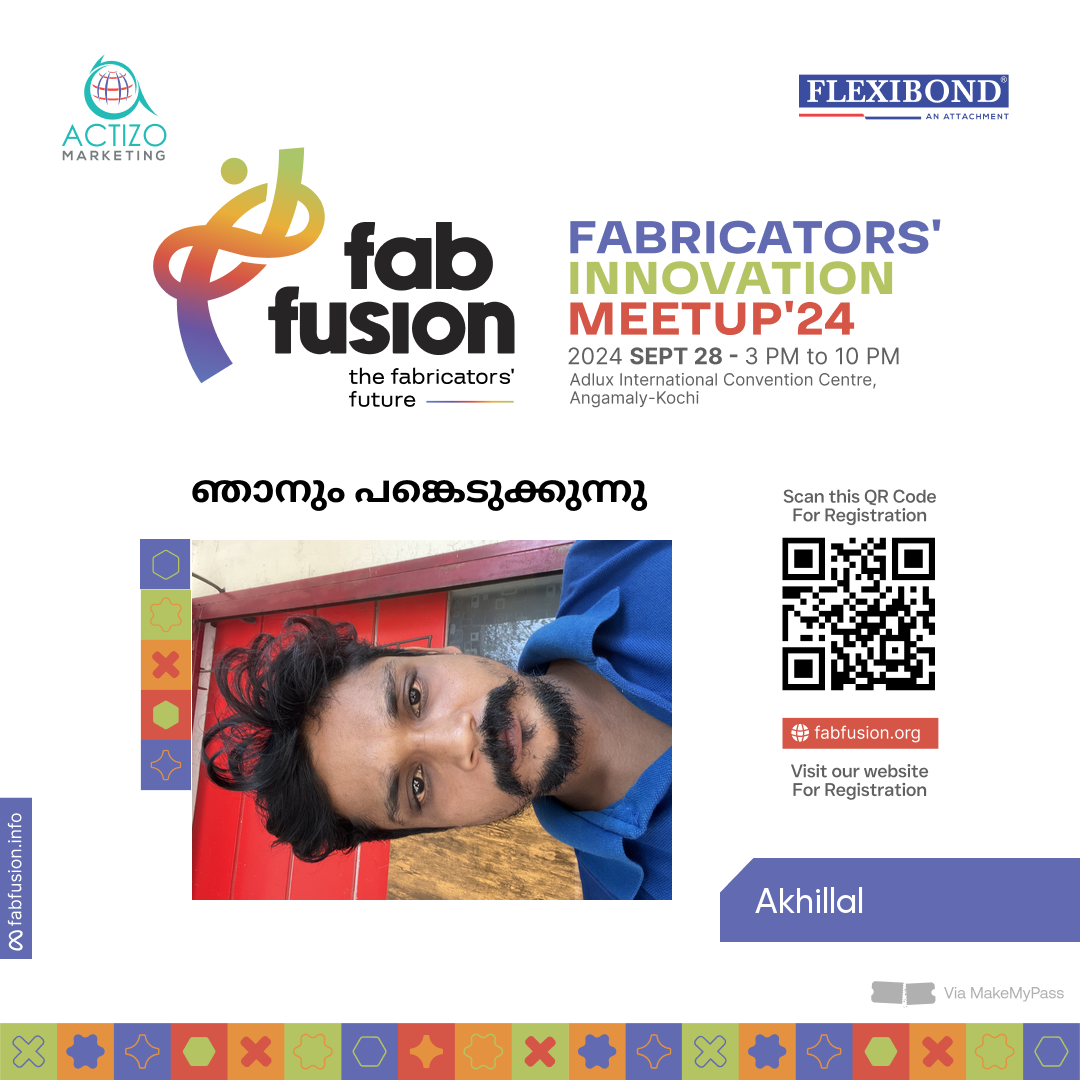 ACTIZO
MARKETING
FLEXIBOND®
AN ATTACHMENT
fab
fusion
the fabricators'
future
FABRICATORS'
INNOVATION
MEETUP'24
2024 SEPT 28 - 3 PM to 10 PM
Adlux International Convention Centre,
Angamaly-Kochi
ഞാനും പങ്കെടുക്കുന്നു
Scan this QR Code
For Registration
fabfusion.org
Visit our website
For Registration
fabfusion.info
Akhillal
Via MakeMyPass